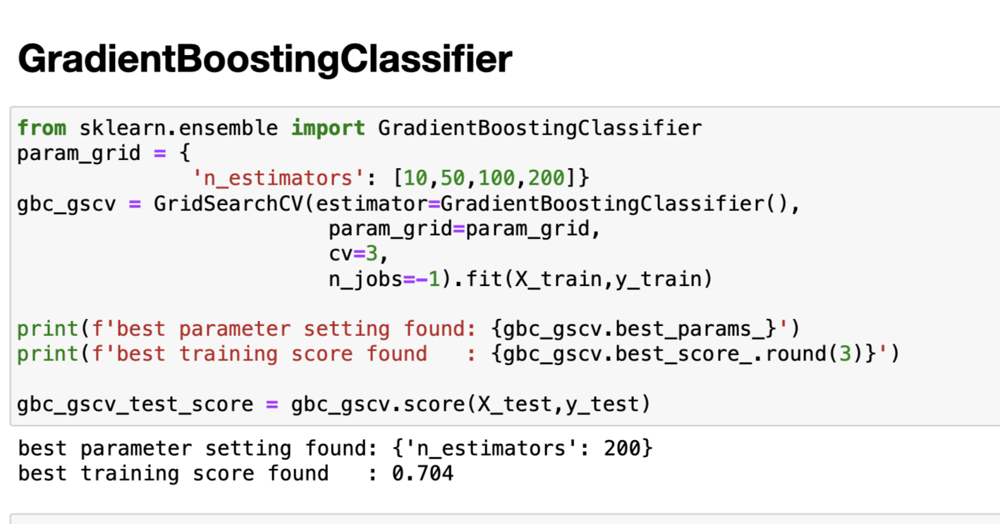 GradientBoostingClassifier
from sklearn.ensemble import GradientBoostingClassifier
param_grid = {
              'n_estimators': [10,50,100,200]}
gbc_gscv = GridSearchCV(estimator=GradientBoostingClassifier(),
                         param_grid=param_grid,
                         cv=3,
                         n_jobs=-1).fit(X_train,y_train)
print(f'best parameter setting found: {gbc_gscv.best_params_}')
print(f'best training score found   : {gbc_gscv.best_score_.round(3)}')
gbc_gscv_test_score = gbc_gscv.score(X_test,y_test)
best parameter setting found: {'n_estimators': 200}
best training score found   : 0.704